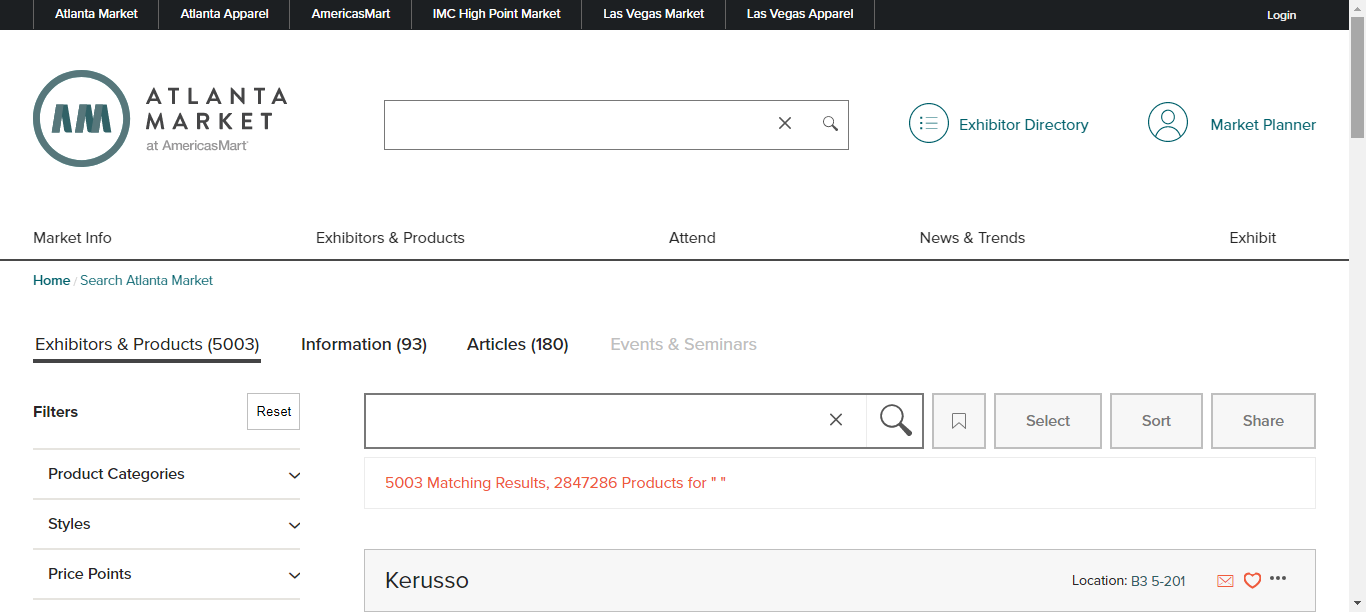 Atlanta Market Atlanta Apparel AmericasMart IMC High Point Market Las Vegas Market Las Vegas Apparel Login
ATLANTA
MARKET
at AmericasMart
Exhibitor Directory Market Planner
Market Info Exhibitors & Products Attend News & Trends Exhibit
Home / Search Atlanta Market
Exhibitors & Products (5003) Information (93) Articles (180) Events & Seminars
Filters Reset Select Sort Share
Product Categories
5003 Matching Results, 2847286 Products for " "
Styles
Price Points
Kerusso Location: B3 5-201